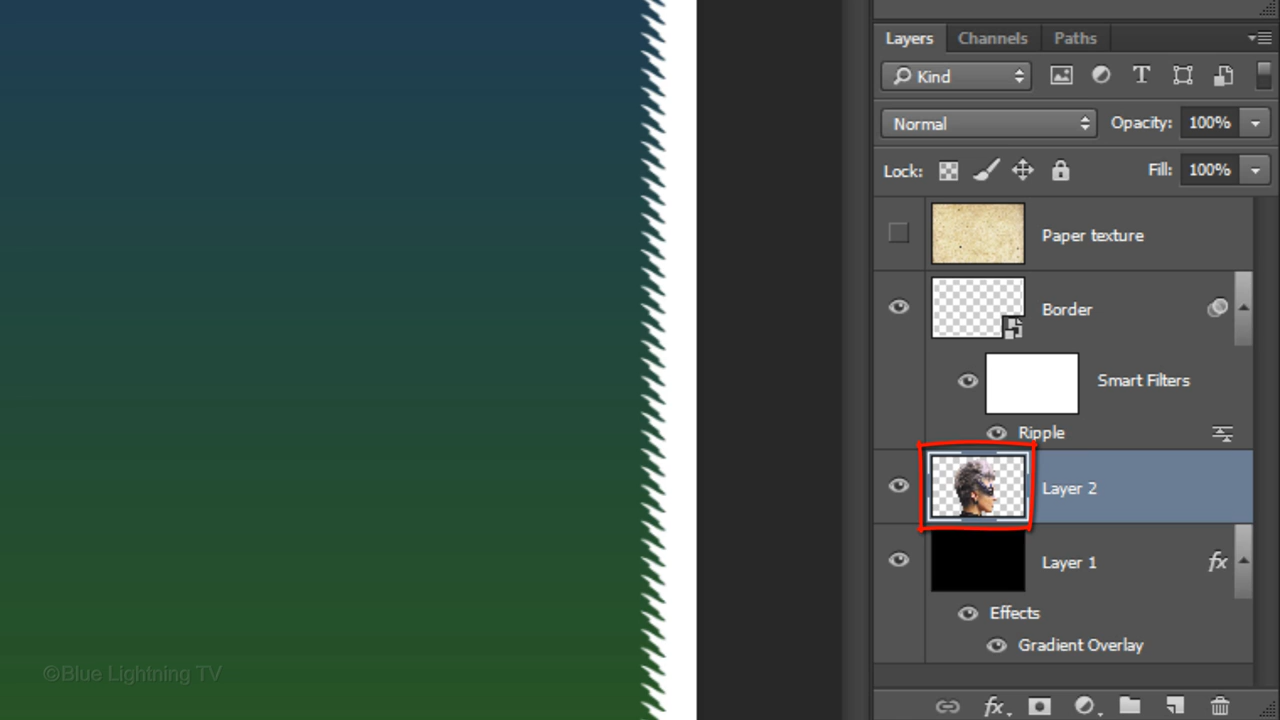 Layers Channels Paths
Kind T
Normal Opacity: 100%
Lock: Fill: 100%
Paper texture
Border
Smart Filters
Ripple
Layer 2
Layer 1 fx
Effects
Gradient Overlay
©Blue Lightning TV
fx